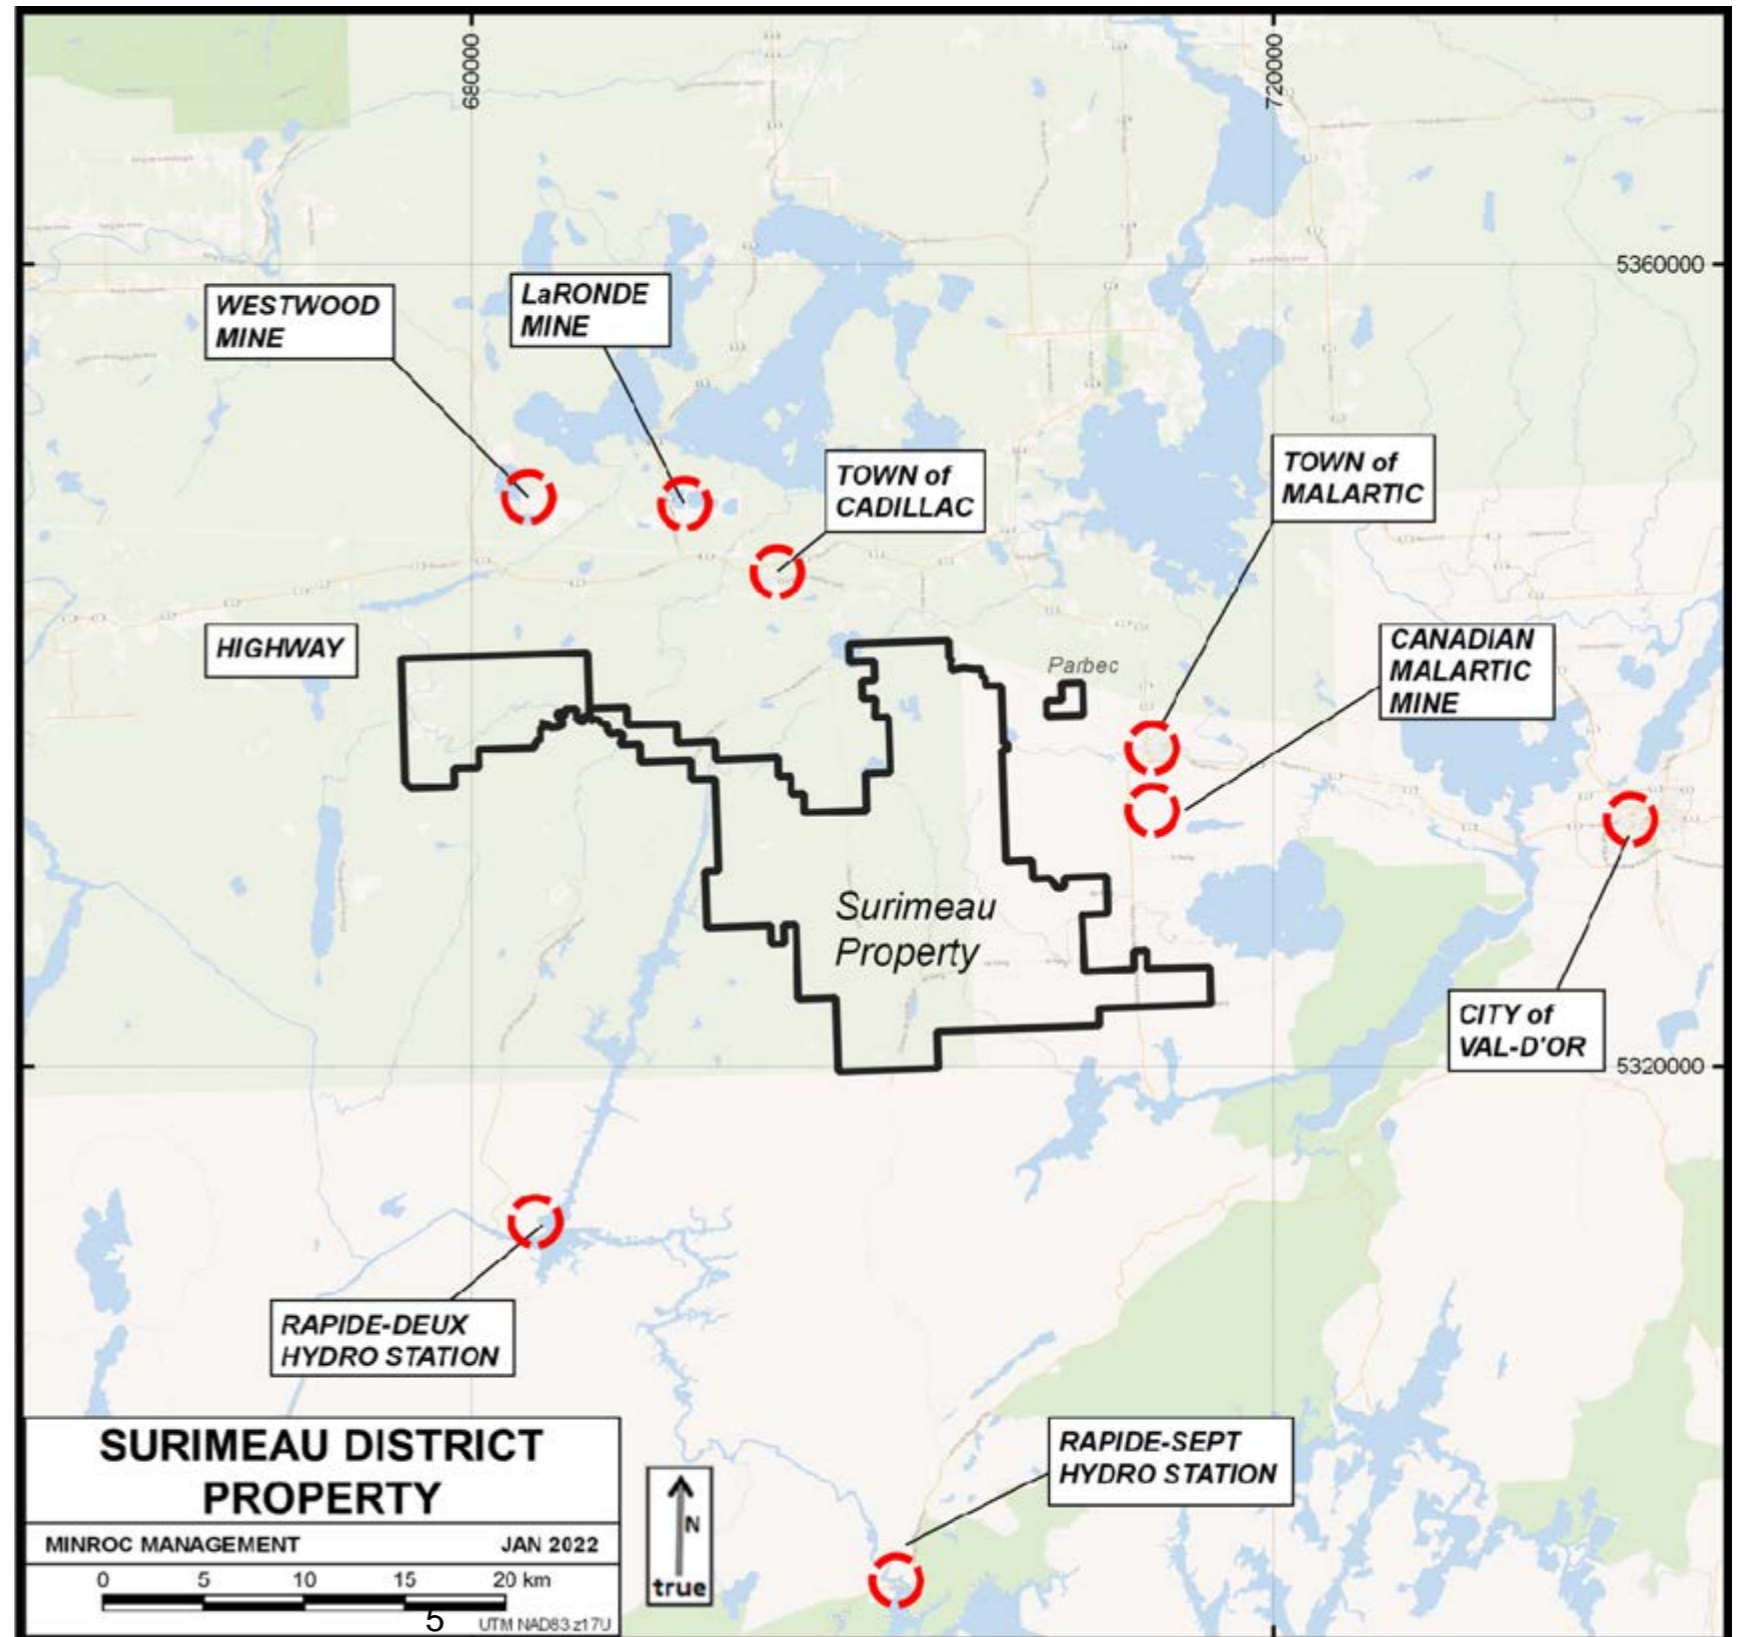 680000
720000
5360000
WESTWOOD
MINE
LaRONDE
MINE
TOWN of
CADILLAC
TOWN of
MALARTIC
HIGHWAY
Parbec
CANADIAN
MALARTIC
MINE
Surimeau
Property
CITY of
VAL-D'OR
5320000
RAPIDE-DEUX
HYDRO STATION
RAPIDE-SEPT
HYDRO STATION
SURIMEAU DISTRICT
PROPERTY
MINROC MANAGEMENT JAN 2022
0 5 10 15 20 km
5
UTM NAD83 z17U
N
true